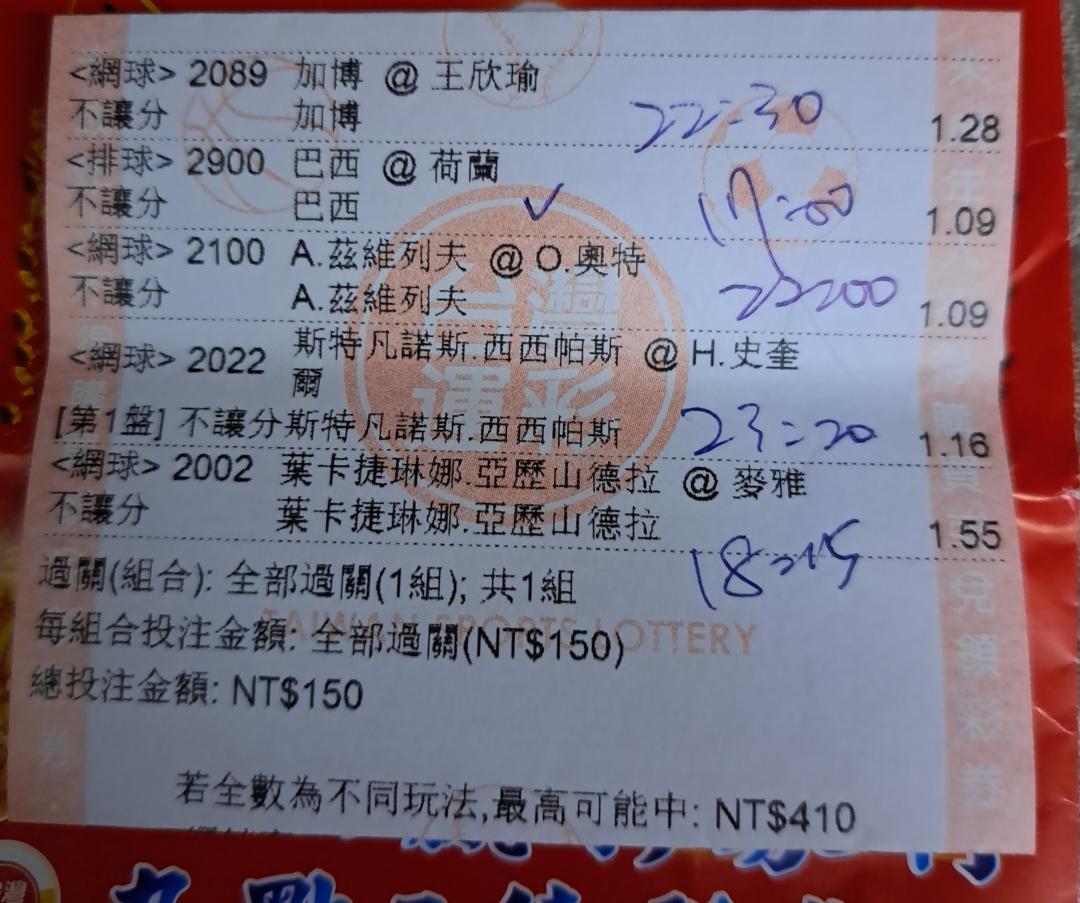 <網球> 2089 加博 @ 王欣瑜
不讓分 加博 22:30 1.28
<排球> 2900 巴西 @ 荷蘭
不讓分 巴西 ✓ 17:00 1.09
<網球> 2100 A.茲維列夫 @ O.奧特
不讓分 A.茲維列夫 1.09
<網球> 2022 斯特凡諾斯.西西帕斯 @ H.史奎
爾
[第1盤] 不讓分斯特凡諾斯.西西帕斯 23:20 1.16
<網球> 2002 葉卡捷琳娜.亞歷山德拉 @ 麥雅
不讓分 葉卡捷琳娜.亞歷山德拉 1.55
18:15
過關(組合): 全部過關(1組); 共1組
每組合投注金額: 全部過關(NT$150)
TAIWAN SPORTS LOTTERY
總投注金額: NT$150
若全數為不同玩法,最高可能中: NT$410
台灣
運彩